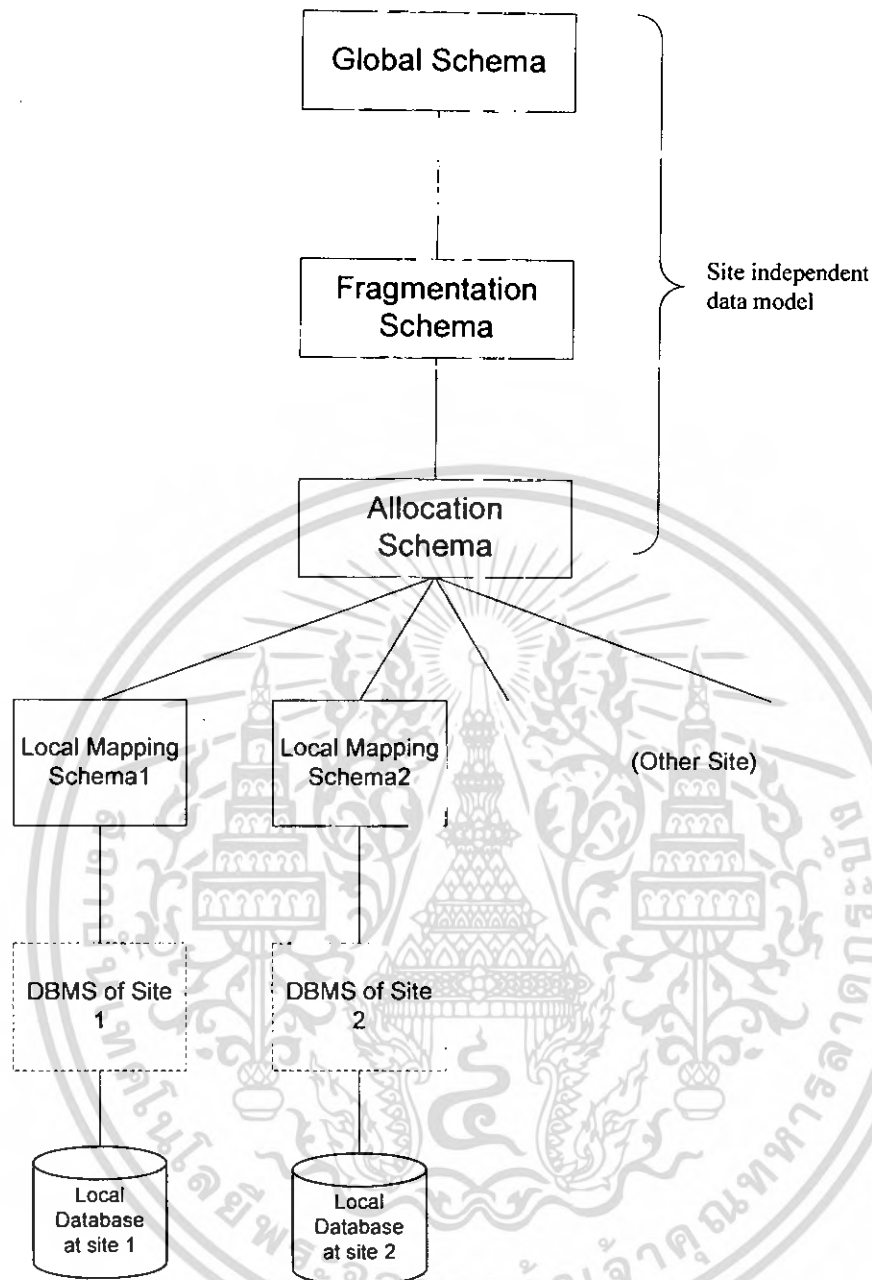 Global Schema
Fragmentation
Schema
Site independent
data model
Allocation
Schema
Local Mapping
Schema1
Local Mapping
Schema2
(Other Site)
DBMS of Site
1
DBMS of Site
2
Local
Database
at site 1
Local
Database
at site 2